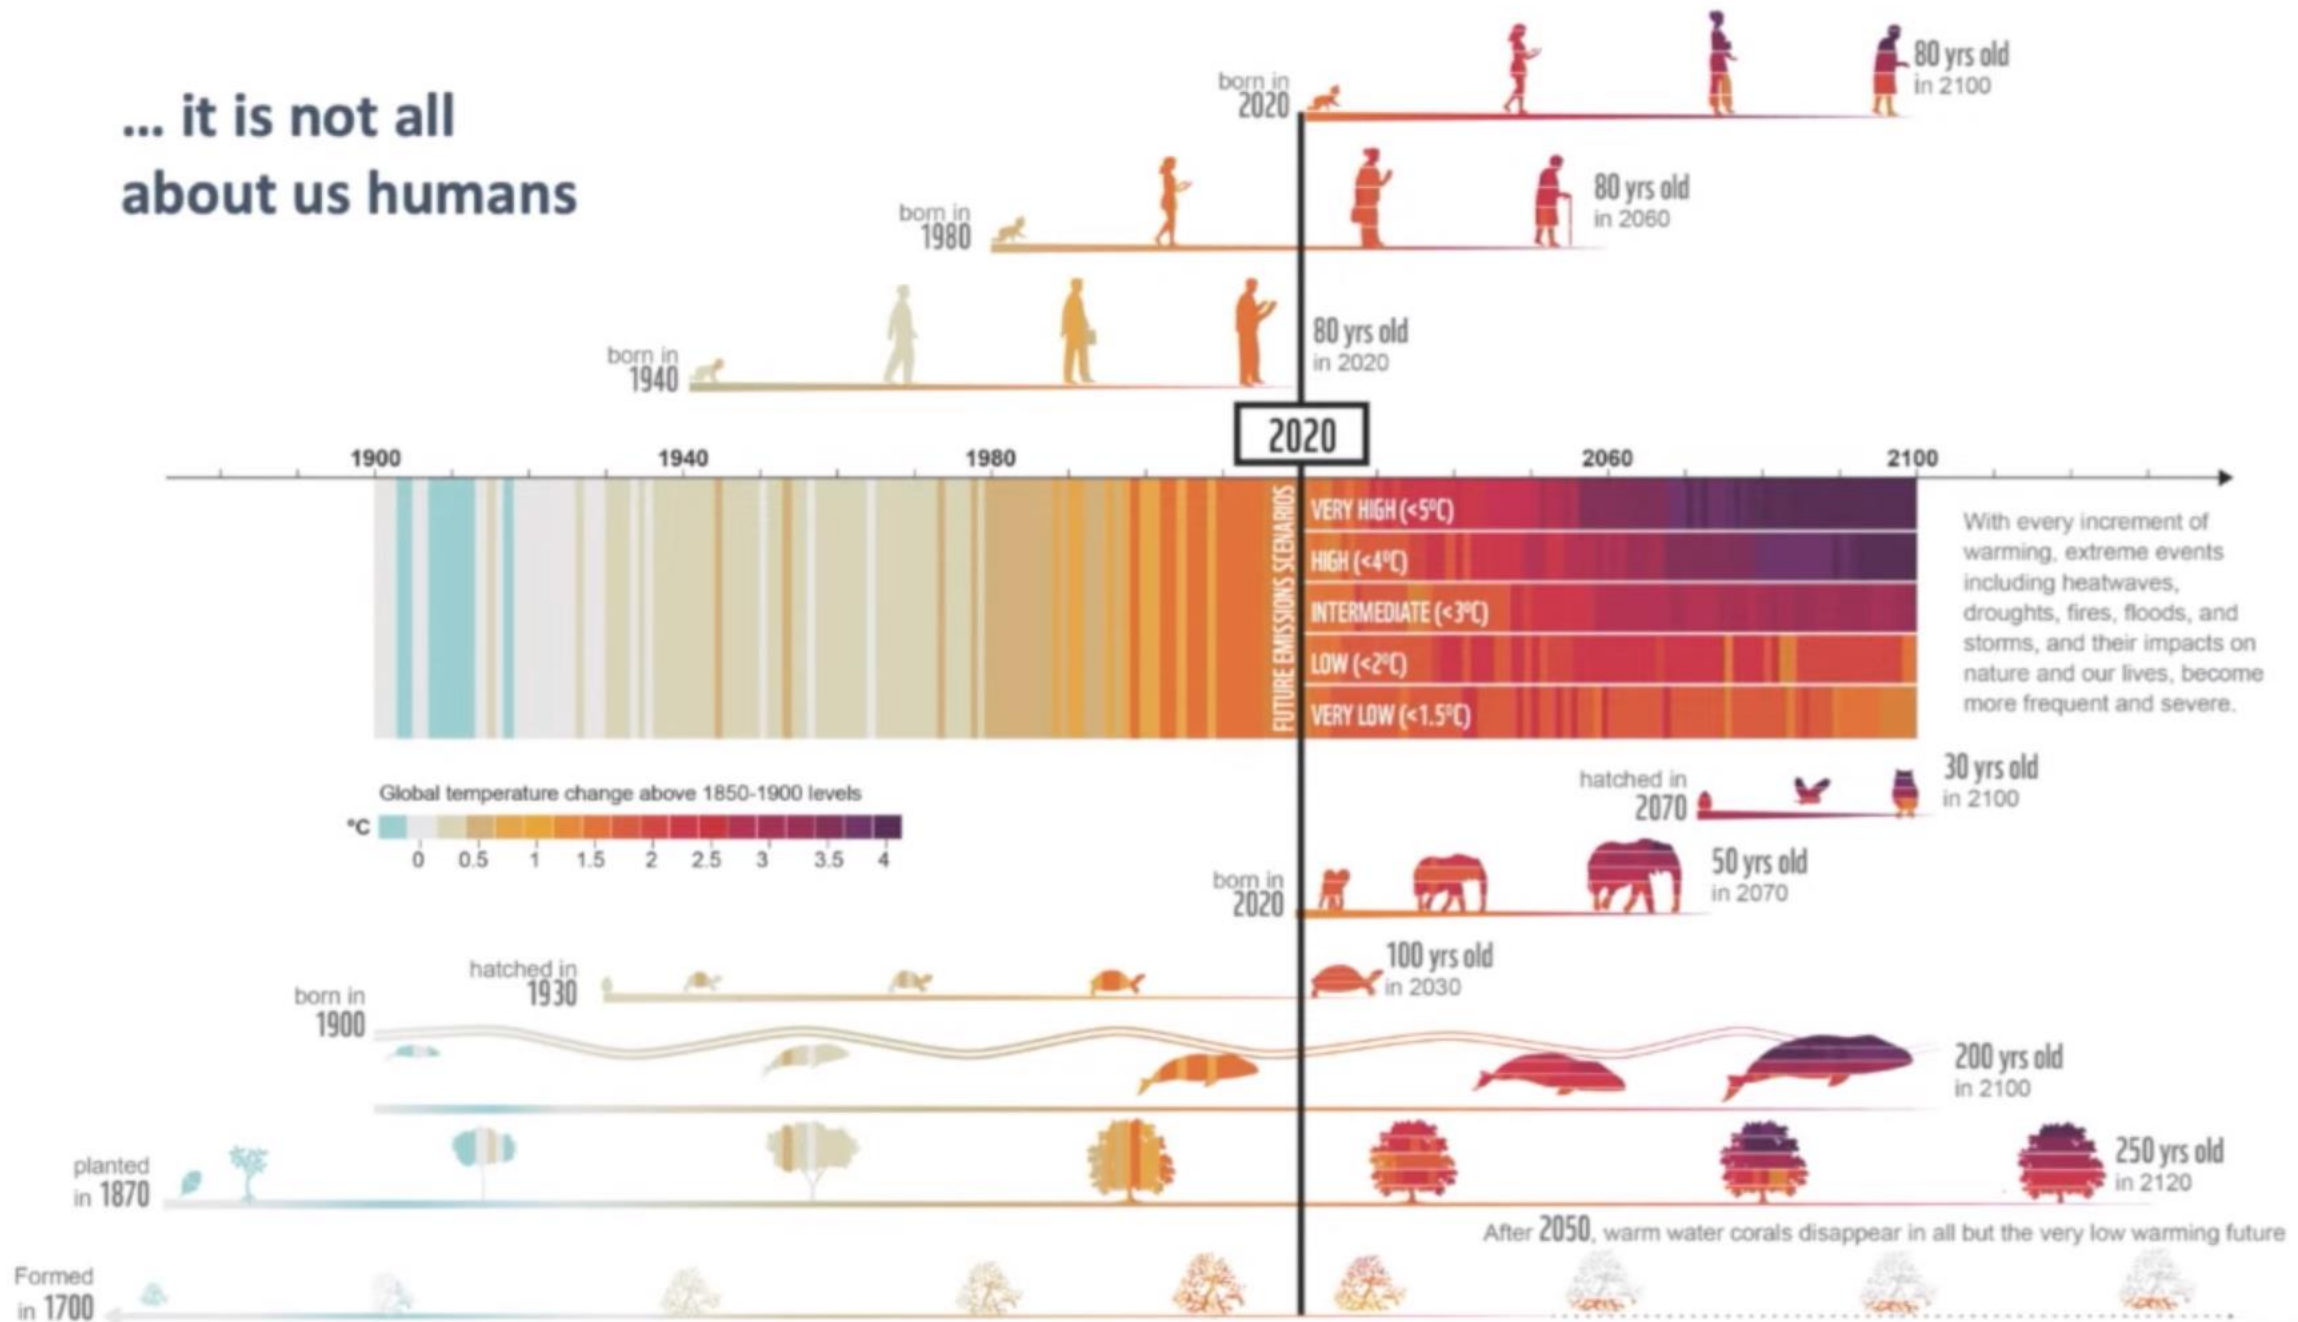 ... it is not all
about us humans
born in
2020
80 yrs old
in 2100
born in
1980
80 yrs old
in 2060
born in
1940
80 yrs old
in 2020
2020
1900 1940 1980 2060 2100
FUTURE EMISSIONS SCENARIOS
VERY HIGH (<5ºC)
HIGH (<4ºC)
INTERMEDIATE (<3ºC)
LOW (<2ºC)
VERY LOW (<1.5ºC)
With every increment of
warming, extreme events
including heatwaves,
droughts, fires, floods, and
storms, and their impacts on
nature and our lives, become
more frequent and severe.
Global temperature change above 1850-1900 levels
°C
0 0.5 1 1.5 2 2.5 3 3.5 4
hatched in
2070
30 yrs old
in 2100
born in
2020
50 yrs old
in 2070
hatched in
1930
100 yrs old
in 2030
born in
1900
200 yrs old
in 2100
planted
in 1870
250 yrs old
in 2120
After 2050, warm water corals disappear in all but the very low warming future
Formed
in 1700